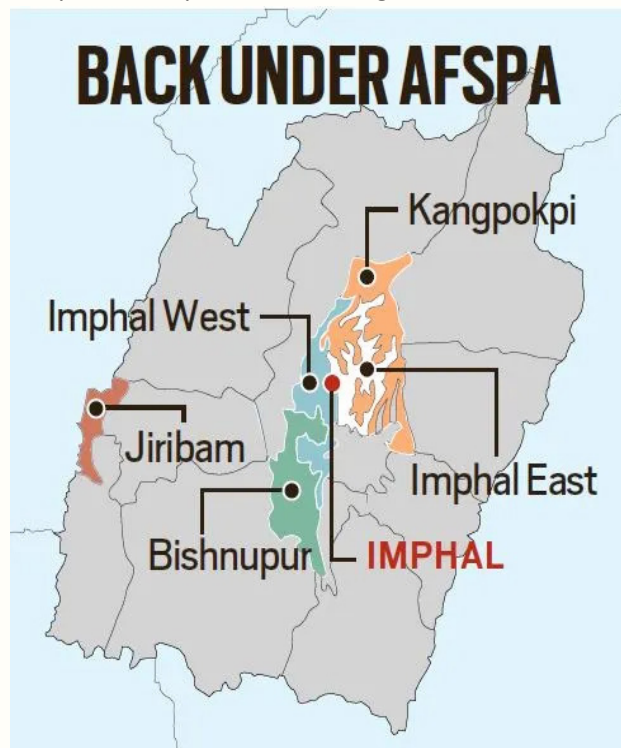 BACK UNDER AFSPA
Kangpokpi
Imphal West
Jiribam
Imphal East
Bishnupur
IMPHAL